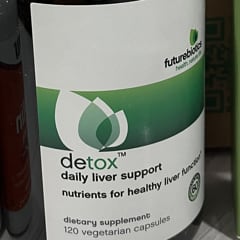 futurebiotics
detox™
daily liver support
nutrients for healthy liver function*
dietary supplement
120 vegetarian capsules